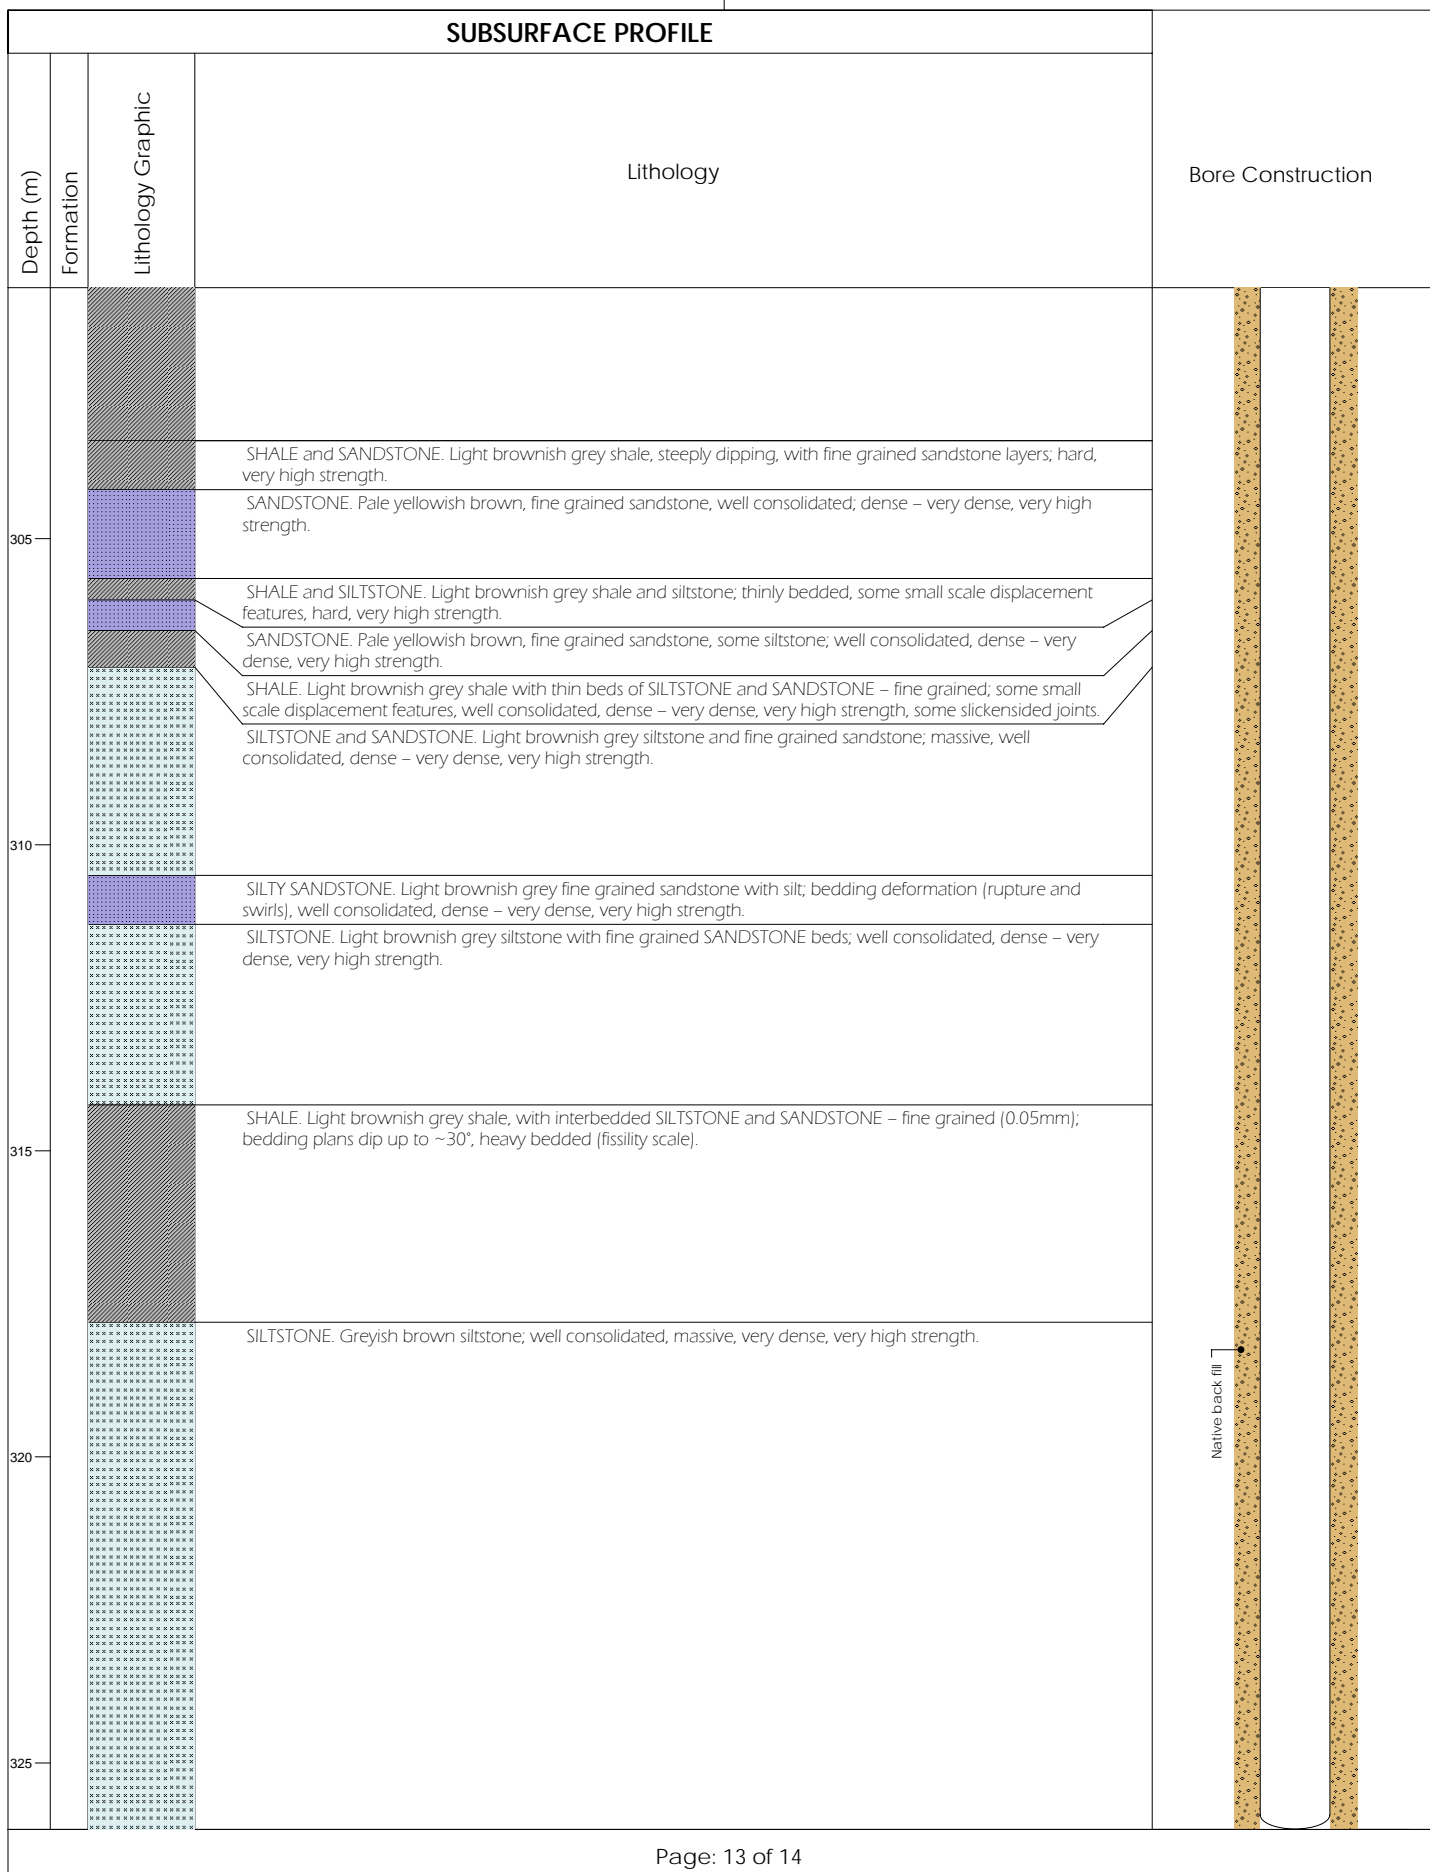 SUBSURFACE PROFILE
Depth (m)
Formation
Lithology Graphic
Lithology
Bore Construction
SHALE and SANDSTONE. Light brownish grey shale, steeply dipping, with fine grained sandstone layers; hard,
very high strength.
SANDSTONE. Pale yellowish brown, fine grained sandstone, well consolidated; dense – very dense, very high
strength.
305
SHALE and SILTSTONE. Light brownish grey shale and siltstone; thinly bedded, some small scale displacement
features, hard, very high strength.
SANDSTONE. Pale yellowish brown, fine grained sandstone, some siltstone; well consolidated, dense – very
dense, very high strength.
SHALE. Light brownish grey shale with thin beds of SILTSTONE and SANDSTONE – fine grained; some small
scale displacement features, well consolidated, dense – very dense, very high strength, some slickensided joints.
SILTSTONE and SANDSTONE. Light brownish grey siltstone and fine grained sandstone; massive, well
consolidated, dense – very dense, very high strength.
310
SILTY SANDSTONE. Light brownish grey fine grained sandstone with silt; bedding deformation (rupture and
swirls), well consolidated, dense – very dense, very high strength.
SILTSTONE. Light brownish grey siltstone with fine grained SANDSTONE beds; well consolidated, dense – very
dense, very high strength.
SHALE. Light brownish grey shale, with interbedded SILTSTONE and SANDSTONE – fine grained (0.05mm);
bedding plans dip up to ~30°, heavy bedded (fissility scale).
315
SILTSTONE. Greyish brown siltstone; well consolidated, massive, very dense, very high strength.
Native back fill
320
325
Page: 13 of 14